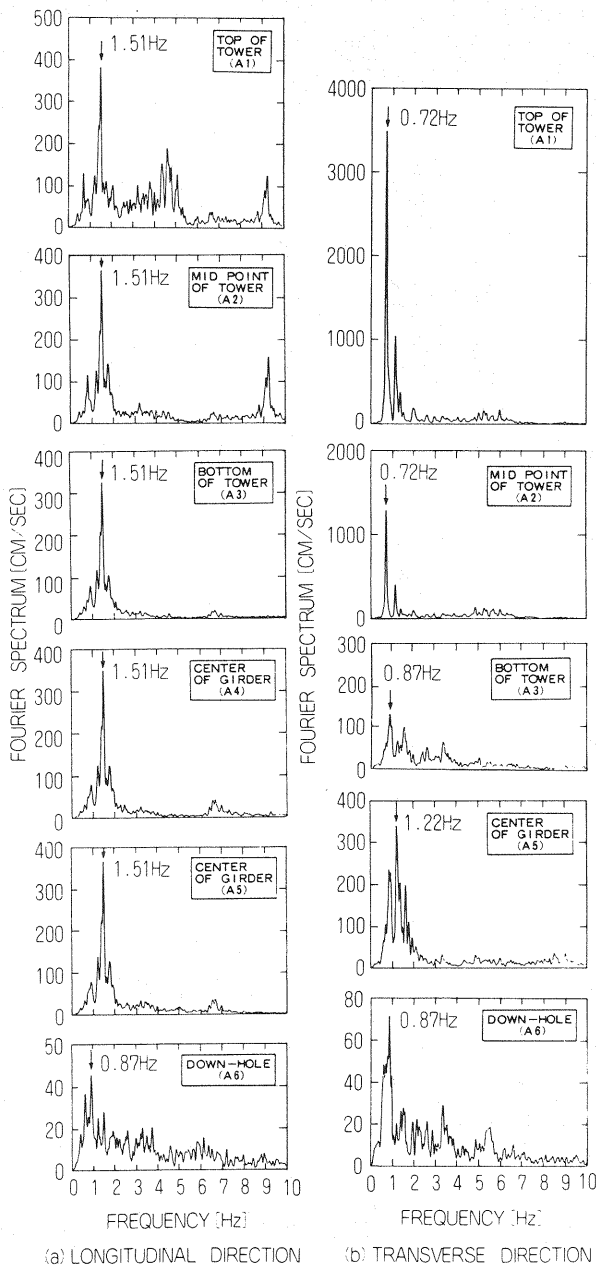 FOURIER SPECTRUM [CM/SEC]
500
400
300
200
100
0
1.51Hz
TOP OF
TOWER
(A1)
400
300
200
100
0
1.51Hz
MID POINT
OF TOWER
(A2)
400
300
200
100
0
1.51Hz
BOTTOM
OF TOWER
(A3)
400
300
200
100
0
1.51Hz
CENTER
OF GIRDER
(A4)
400
300
200
100
0
1.51Hz
CENTER
OF GIRDER
(A5)
60
40
20
0
0.87Hz
DOWN-HOLE
(A6)
0 1 2 3 4 5 6 7 8 9 10
FREQUENCY [Hz]
(a) LONGITUDINAL DIRECTION
FOURIER SPECTRUM [CM/SEC]
4000
3000
2000
1000
0
0.72Hz
TOP OF
TOWER
(A1)
2000
1000
0
0.72Hz
MID POINT
OF TOWER
(A2)
300
200
100
0
0.87Hz
BOTTOM
OF TOWER
(A3)
400
300
200
100
0
1.22Hz
CENTER
OF GIRDER
(A5)
80
60
40
20
0
0.87Hz
DOWN-HOLE
(A6)
0 1 2 3 4 5 6 7 8 9 10
FREQUENCY [Hz]
(b) TRANSVERSE DIRECTION